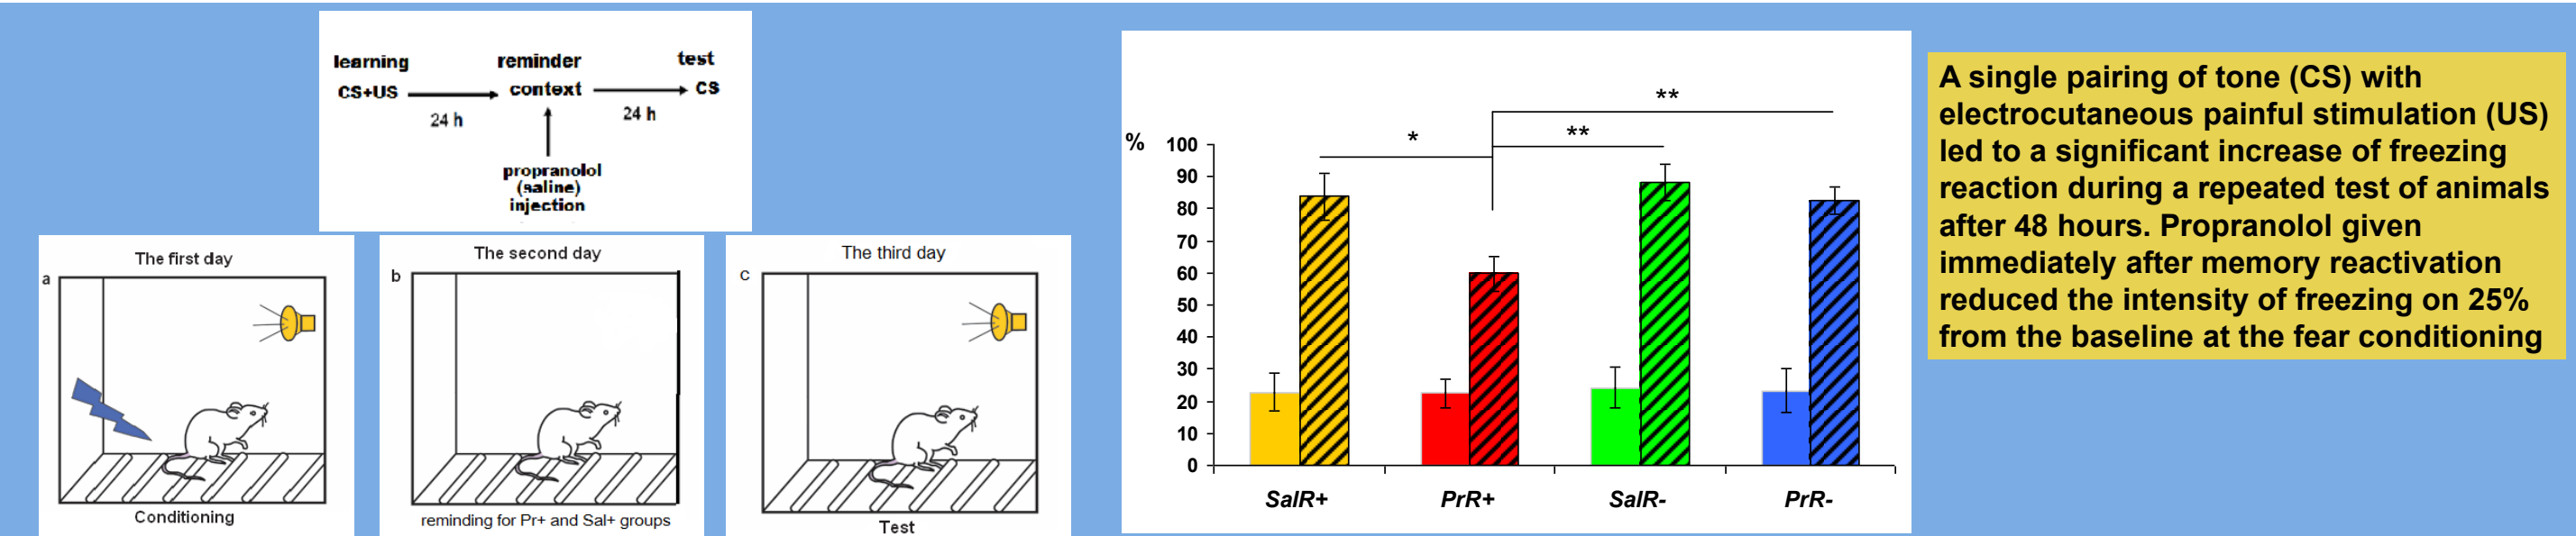 learning reminder test
CS+US context CS
24 h 24 h
propranolol
(saline)
injection
a
The first day
Conditioning
b
The second day
reminding for Pr+ and Sal+ groups
c
The third day
Test
%
100
90
80
70
60
50
40
30
20
10
0
* ** **
SalR+ PrR+ SalR- PrR-
A single pairing of tone (CS) with
electrocutaneous painful stimulation (US)
led to a significant increase of freezing
reaction during a repeated test of animals
after 48 hours. Propranolol given
immediately after memory reactivation
reduced the intensity of freezing on 25%
from the baseline at the fear conditioning